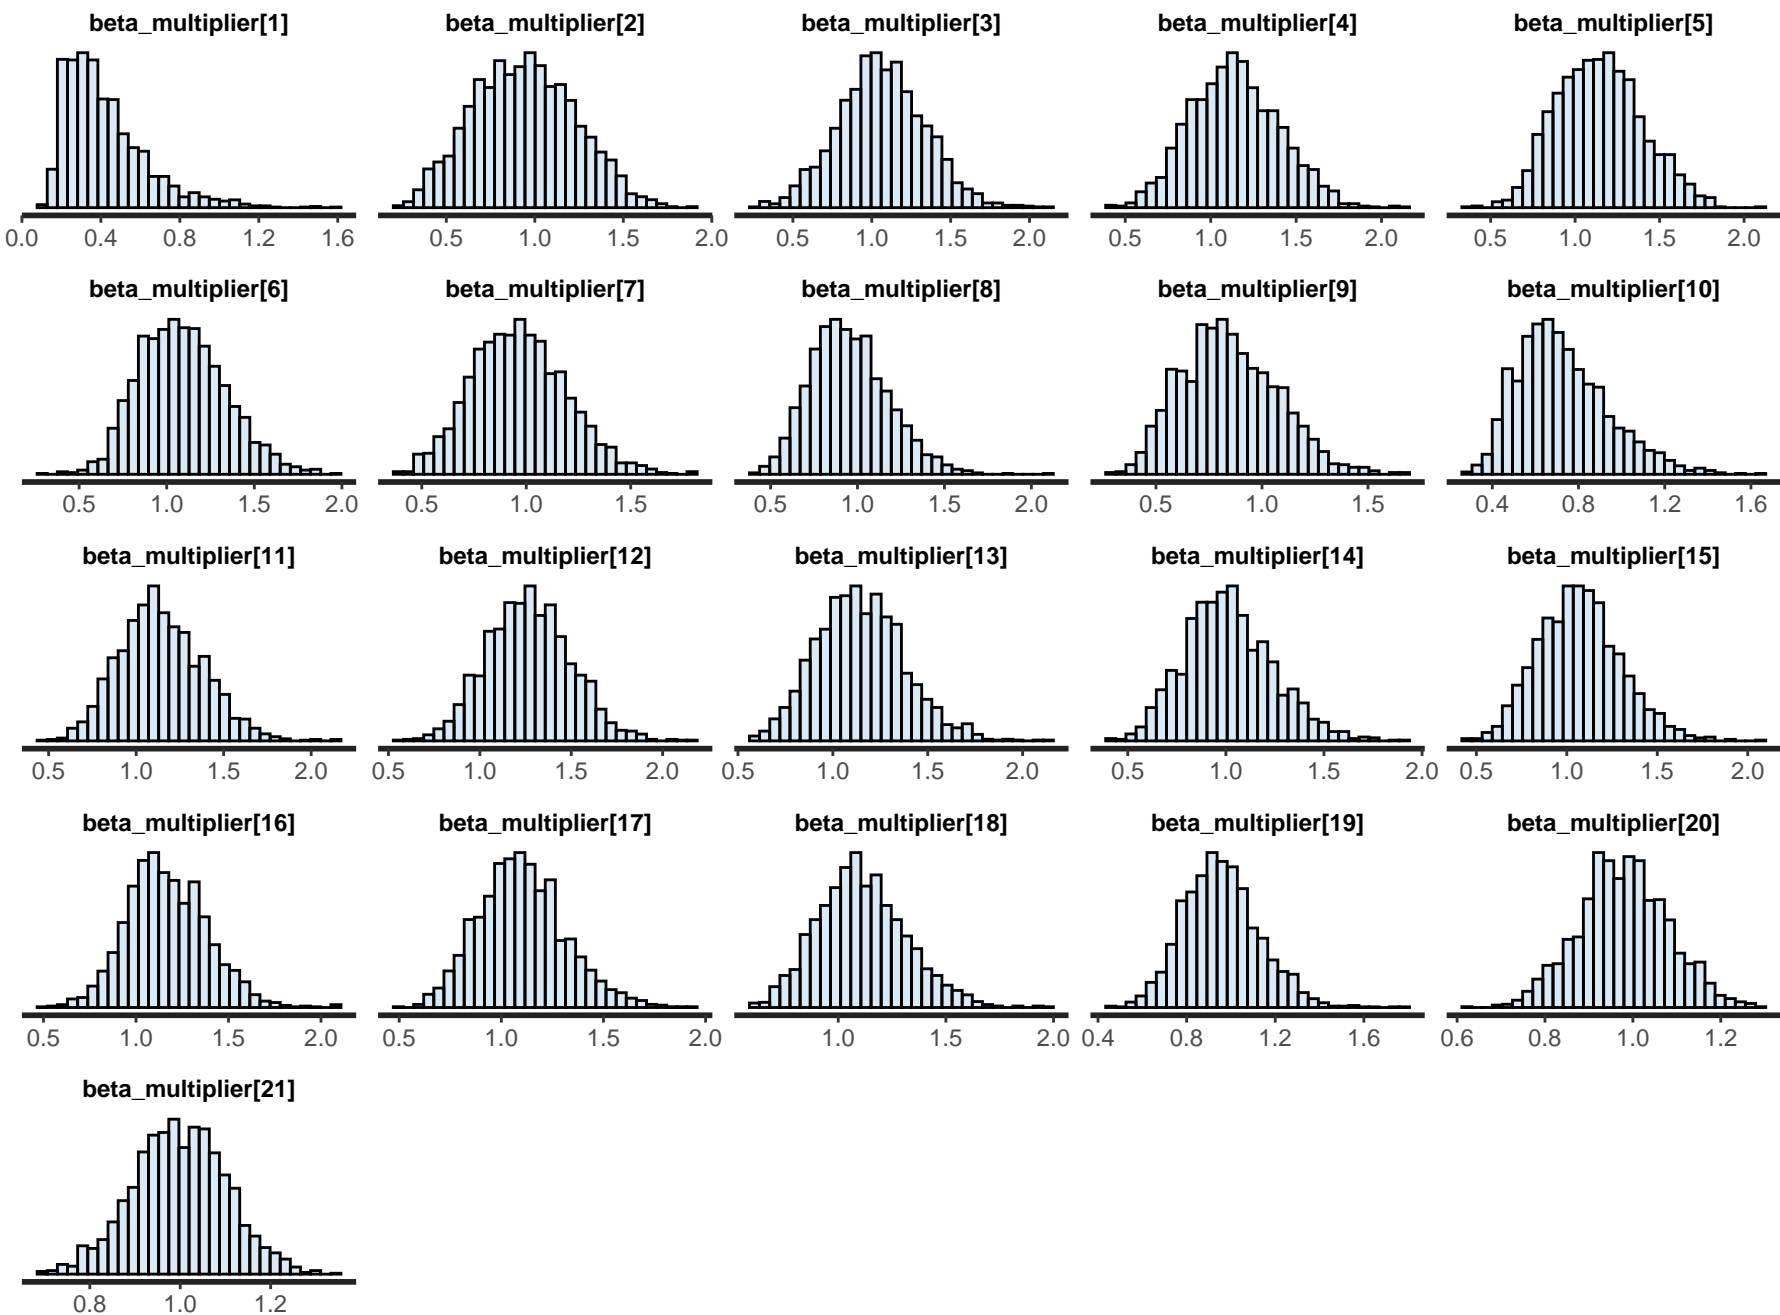 beta_multiplier[1] beta_multiplier[2] beta_multiplier[3] beta_multiplier[4] beta_multiplier[5]
0.0 0.4 0.8 1.2 1.6 0.5 1.0 1.5 2.0 0.5 1.0 1.5 2.0 0.5 1.0 1.5 2.0 0.5 1.0 1.5 2.0
beta_multiplier[6] beta_multiplier[7] beta_multiplier[8] beta_multiplier[9] beta_multiplier[10]
0.5 1.0 1.5 2.0 0.5 1.0 1.5 0.5 1.0 1.5 2.0 0.5 1.0 1.5 0.4 0.8 1.2 1.6
beta_multiplier[11] beta_multiplier[12] beta_multiplier[13] beta_multiplier[14] beta_multiplier[15]
0.5 1.0 1.5 2.0 0.5 1.0 1.5 2.0 0.5 1.0 1.5 2.0 0.5 1.0 1.5 2.0 0.5 1.0 1.5 2.0
beta_multiplier[16] beta_multiplier[17] beta_multiplier[18] beta_multiplier[19] beta_multiplier[20]
0.5 1.0 1.5 2.0 0.5 1.0 1.5 2.0 1.0 1.5 2.0 0.4 0.8 1.2 1.6 0.6 0.8 1.0 1.2
beta_multiplier[21]
0.8 1.0 1.2